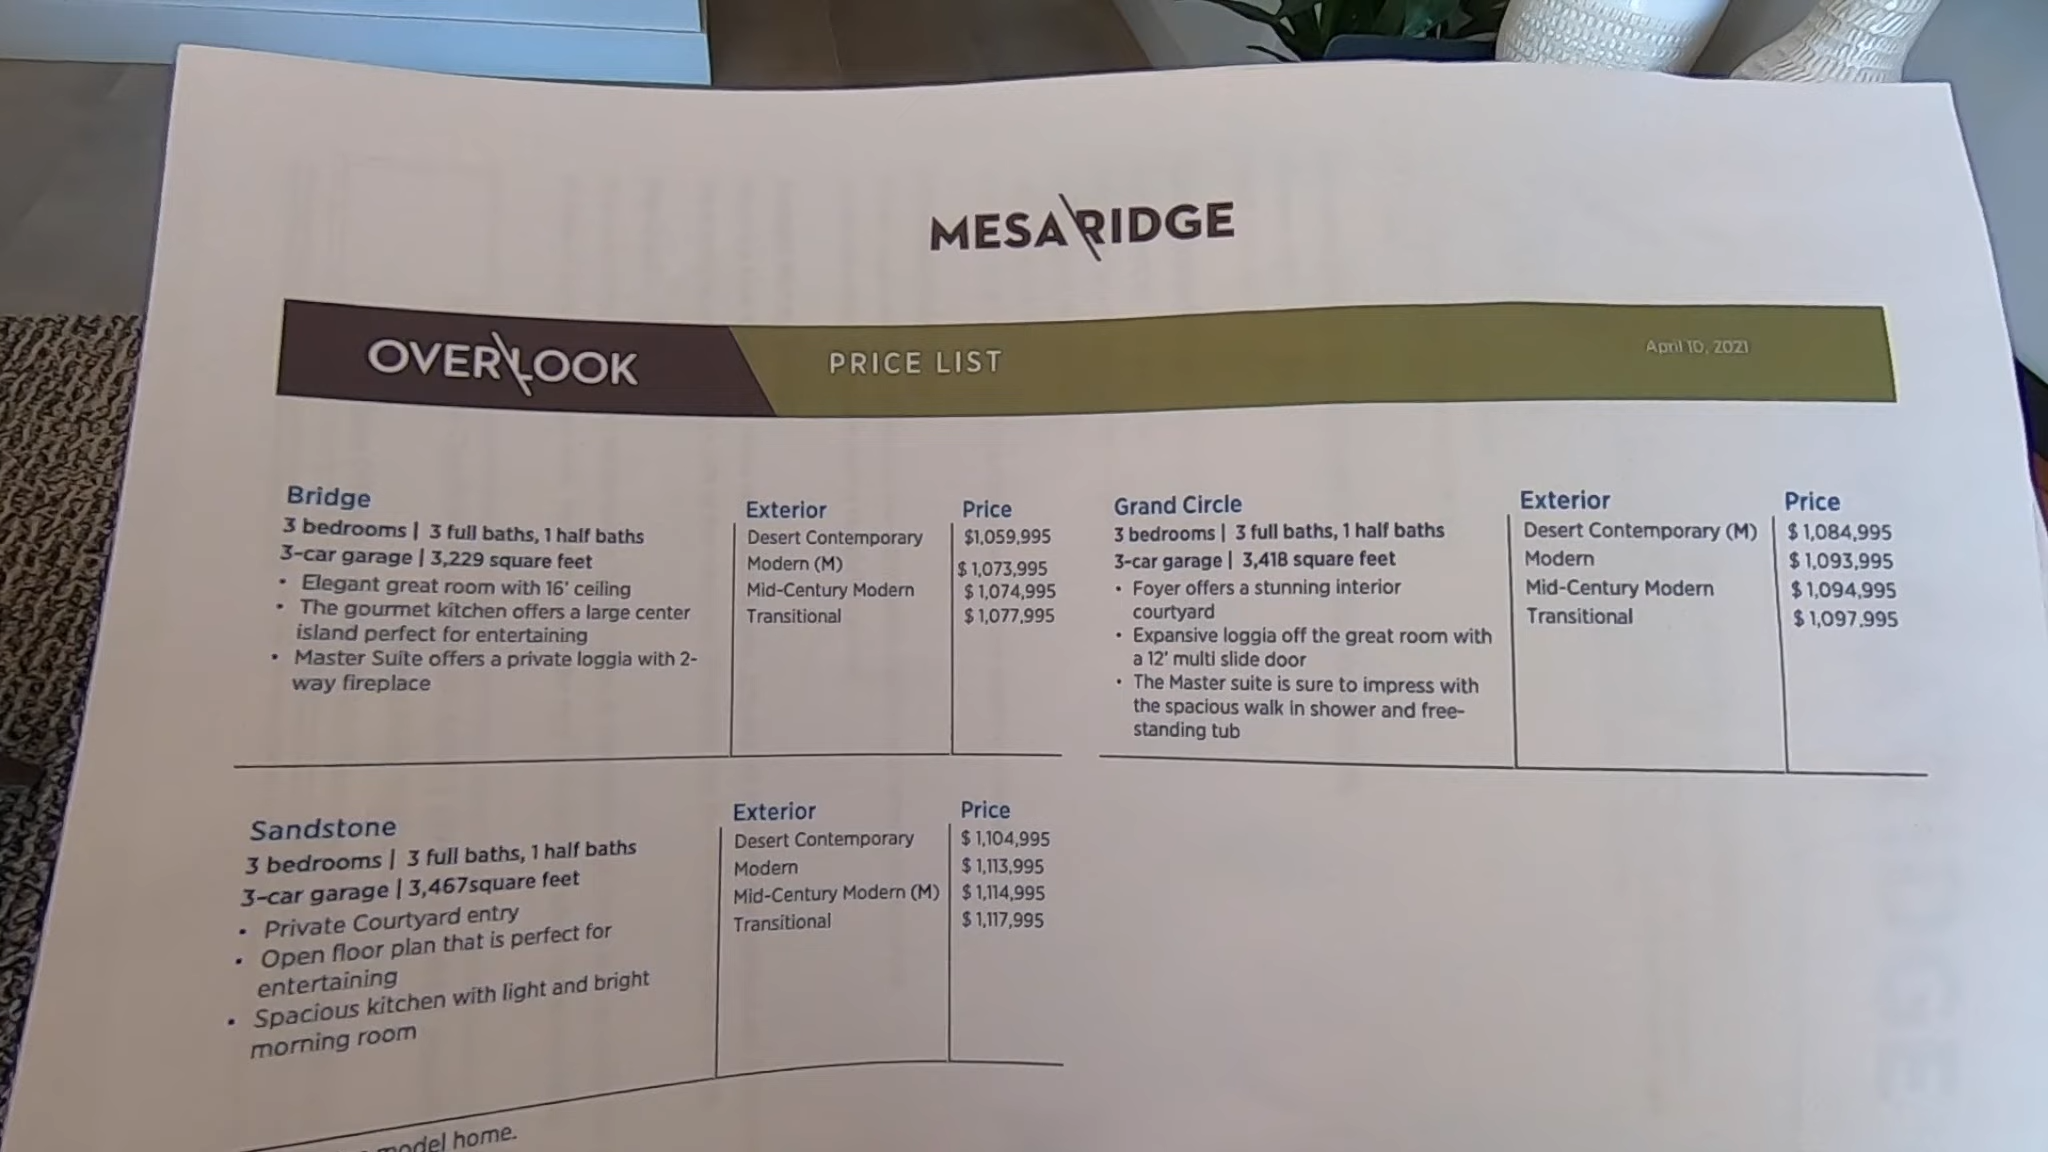 MESA RIDGE
OVERLOOK
PRICE LIST
April 10, 2021
Bridge
3 bedrooms | 3 full baths, 1 half baths
3-car garage | 3,229 square feet
• Elegant great room with 16' ceiling
• The gourmet kitchen offers a large center
island perfect for entertaining
• Master Suite offers a private loggia with 2-
way fireplace
Exterior Price
Desert Contemporary $1,059,995
Modern (M) $1,073,995
Mid-Century Modern $1,074,995
Transitional $1,077,995
Grand Circle
3 bedrooms | 3 full baths, 1 half baths
3-car garage | 3,418 square feet
• Foyer offers a stunning interior
courtyard
• Expansive loggia off the great room with
a 12' multi slide door
• The Master suite is sure to impress with
the spacious walk in shower and free-
standing tub
Exterior Price
Desert Contemporary (M) $1,084,995
Modern $1,093,995
Mid-Century Modern $1,094,995
Transitional $1,097,995
Sandstone
3 bedrooms | 3 full baths, 1 half baths
3-car garage | 3,467square feet
• Private Courtyard entry
• Open floor plan that is perfect for
entertaining
• Spacious kitchen with light and bright
morning room
Exterior Price
Desert Contemporary $1,104,995
Modern $1,113,995
Mid-Century Modern (M) $1,114,995
Transitional $1,117,995
model home.